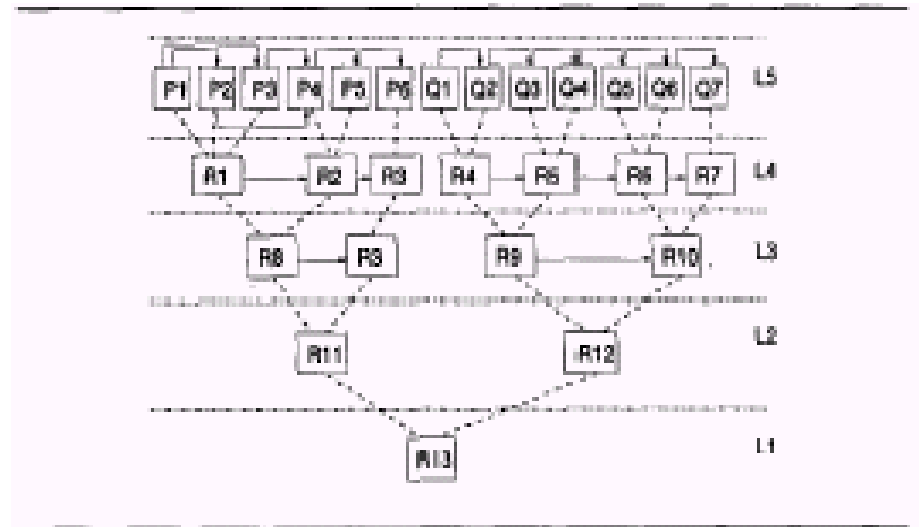 P1 P2 P3 P4 P5 P6 Q1 Q2 Q3 Q4 Q5 Q6 Q7 L5
R1 R2 R3 R4 R5 R6 R7 L4
R8 R3 R9 R10 L3
R11 R12 L2
R13 L1